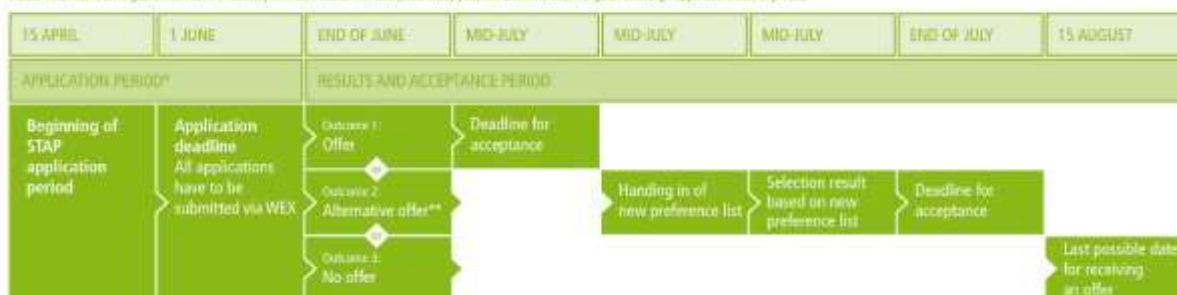 15 APRIL
1 JUNE
END OF JUNE
MID-JULY
MID-JULY
MID-JULY
END OF JULY
15 AUGUST
APPLICATION PERIOD*
RESULTS AND ACCEPTANCE PERIOD
Beginning of
STAP
application
period
Application
deadline
All applications
have to be
submitted via WEX
Outcome 1:
Offer
or
Outcome 2:
Alternative offer**
or
Outcome 3:
No offer
Deadline for
acceptance
Handing in of
new preference list
Selection result
based on new
preference list
Deadline for
acceptance
Last possible date
for receiving
an offer